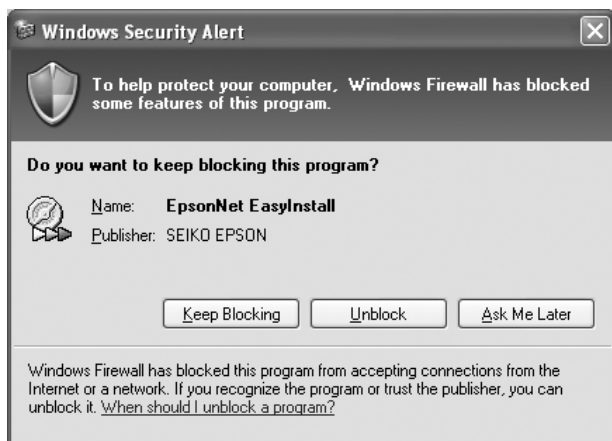 Windows Security Alert
To help protect your computer, Windows Firewall has blocked
some features of this program.
Do you want to keep blocking this program?
Name: EpsonNet EasyInstall
Publisher: SEIKO EPSON
Keep Blocking Unblock Ask Me Later
Windows Firewall has blocked this program from accepting connections from the
Internet or a network. If you recognize the program or trust the publisher, you can
unblock it. When should I unblock a program?